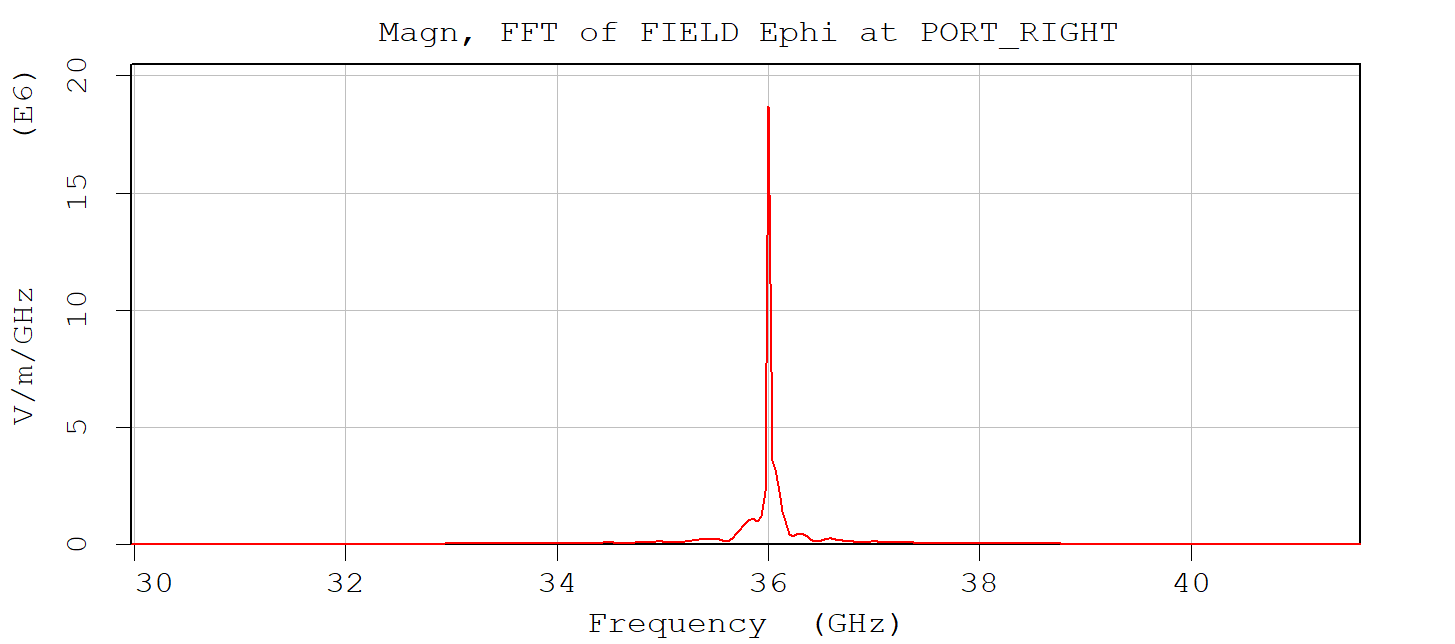 Magn, FFT of FIELD Ephi at PORT_RIGHT
V/m/GHz (E6)
20
15
10
5
0
30 32 34 36 38 40
Frequency (GHz)